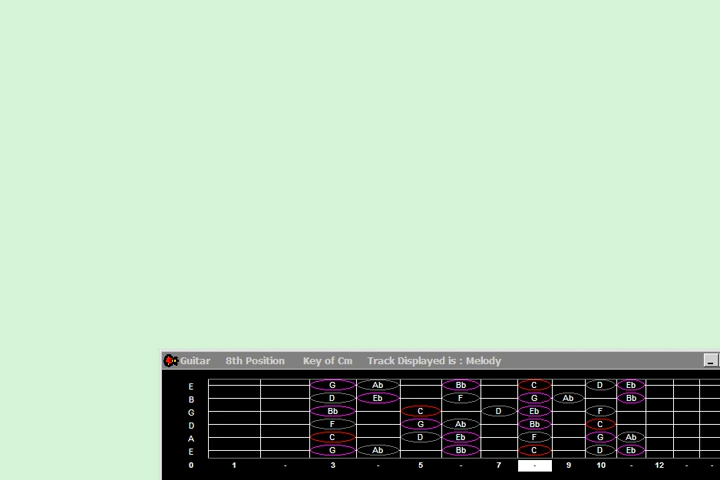 Guitar 8th Position Key of Cm Track Displayed is : Melody
E G Ab Bb C D Eb
B D Eb F G Ab Bb
G Bb C D Eb F
D F G Ab Bb C
A C D Eb F G Ab
E G Ab Bb C D Eb
0 1 - 3 - 5 - 7 - 9 10 - 12 - -